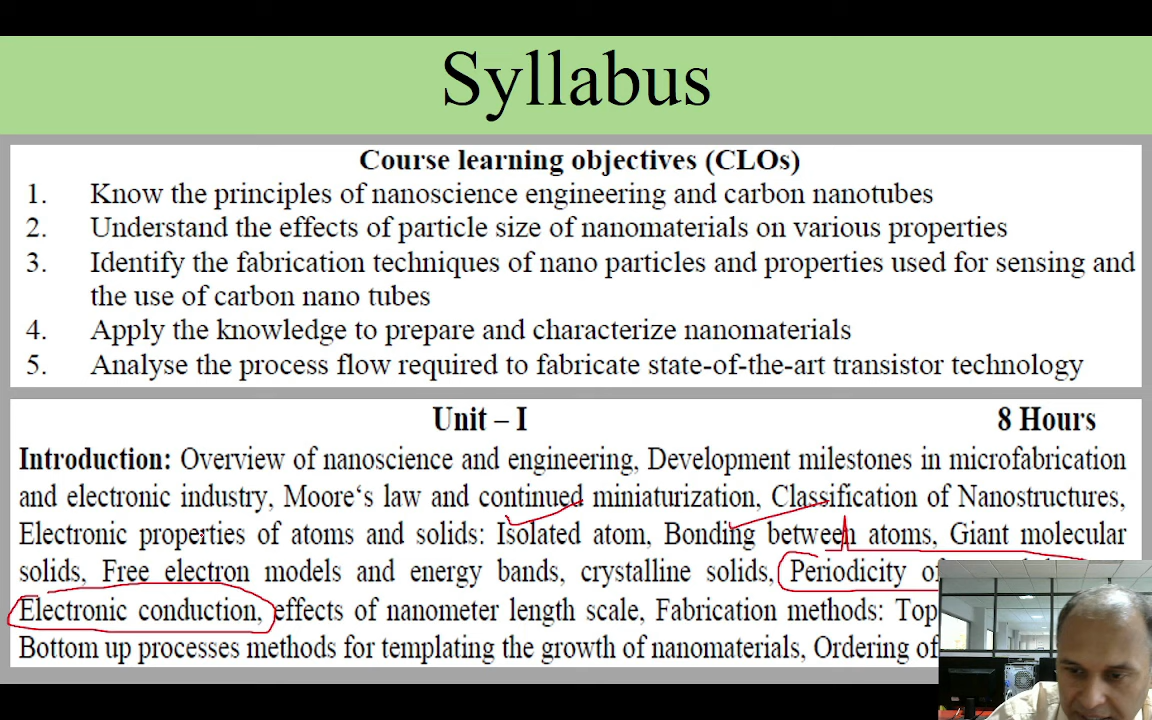 Syllabus
Course learning objectives (CLOs)
1. Know the principles of nanoscience engineering and carbon nanotubes
2. Understand the effects of particle size of nanomaterials on various properties
3. Identify the fabrication techniques of nano particles and properties used for sensing and
the use of carbon nano tubes
4. Apply the knowledge to prepare and characterize nanomaterials
5. Analyse the process flow required to fabricate state-of-the-art transistor technology
Unit – I 8 Hours
Introduction: Overview of nanoscience and engineering, Development milestones in microfabrication
and electronic industry, Moore‘s law and continued miniaturization, Classification of Nanostructures,
Electronic properties of atoms and solids: Isolated atom, Bonding between atoms, Giant molecular
solids, Free electron models and energy bands, crystalline solids, Periodicity
Electronic conduction, effects of nanometer length scale, Fabrication methods: Top
Bottom up processes methods for templating the growth of nanomaterials, Ordering of